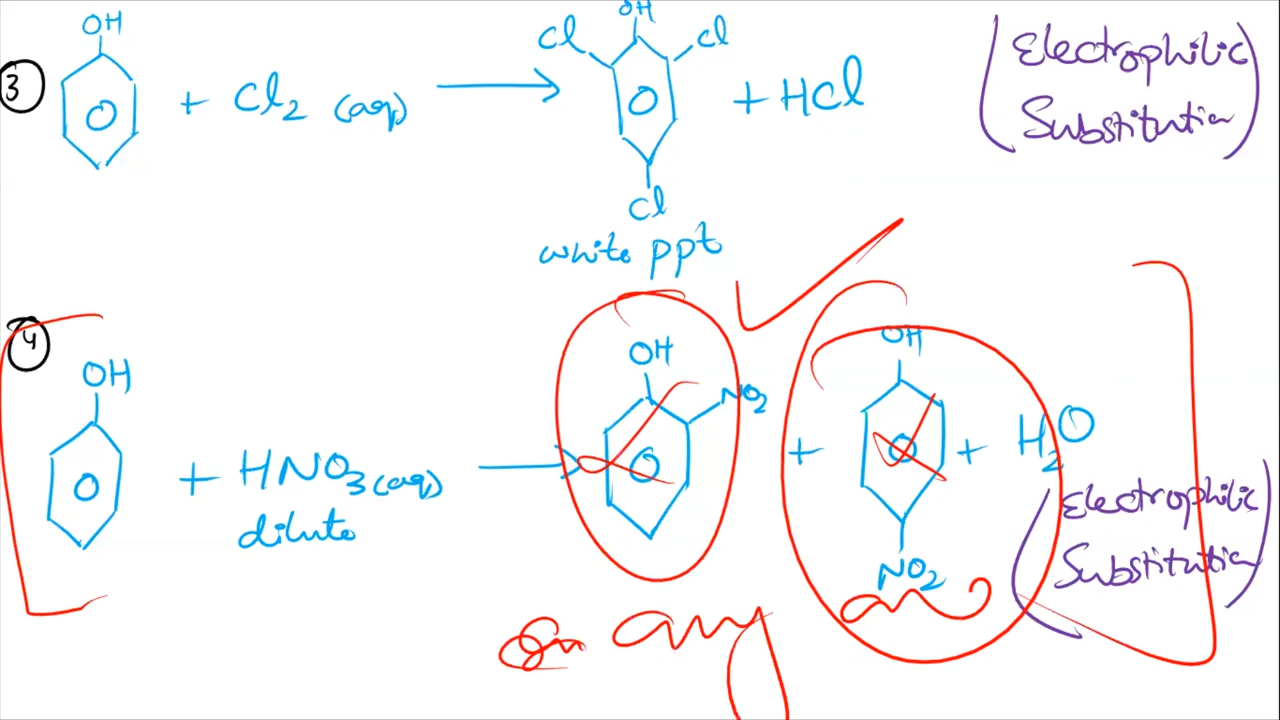 3
OH
+ Cl2 (aq)
OH
Cl
Cl
Cl
+ HCl
white ppt
(Electrophilic
Substitution)
4
OH
+ HNO3 (aq)
dilute
OH
NO2
+
OH
NO2
+ H2O
(Electrophilic
Substitution)
any